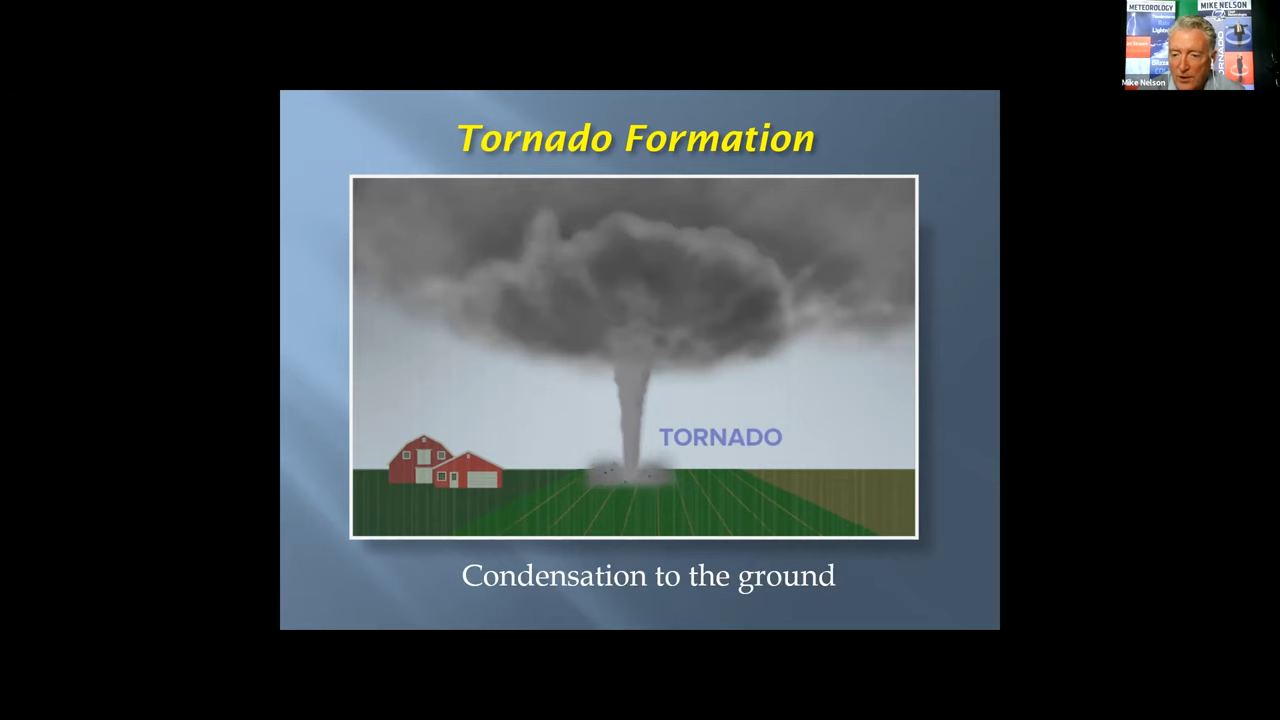 METEOROLOGY
MIKE NELSON
Tornado Formation
TORNADO
Condensation to the ground
Mike Nelson